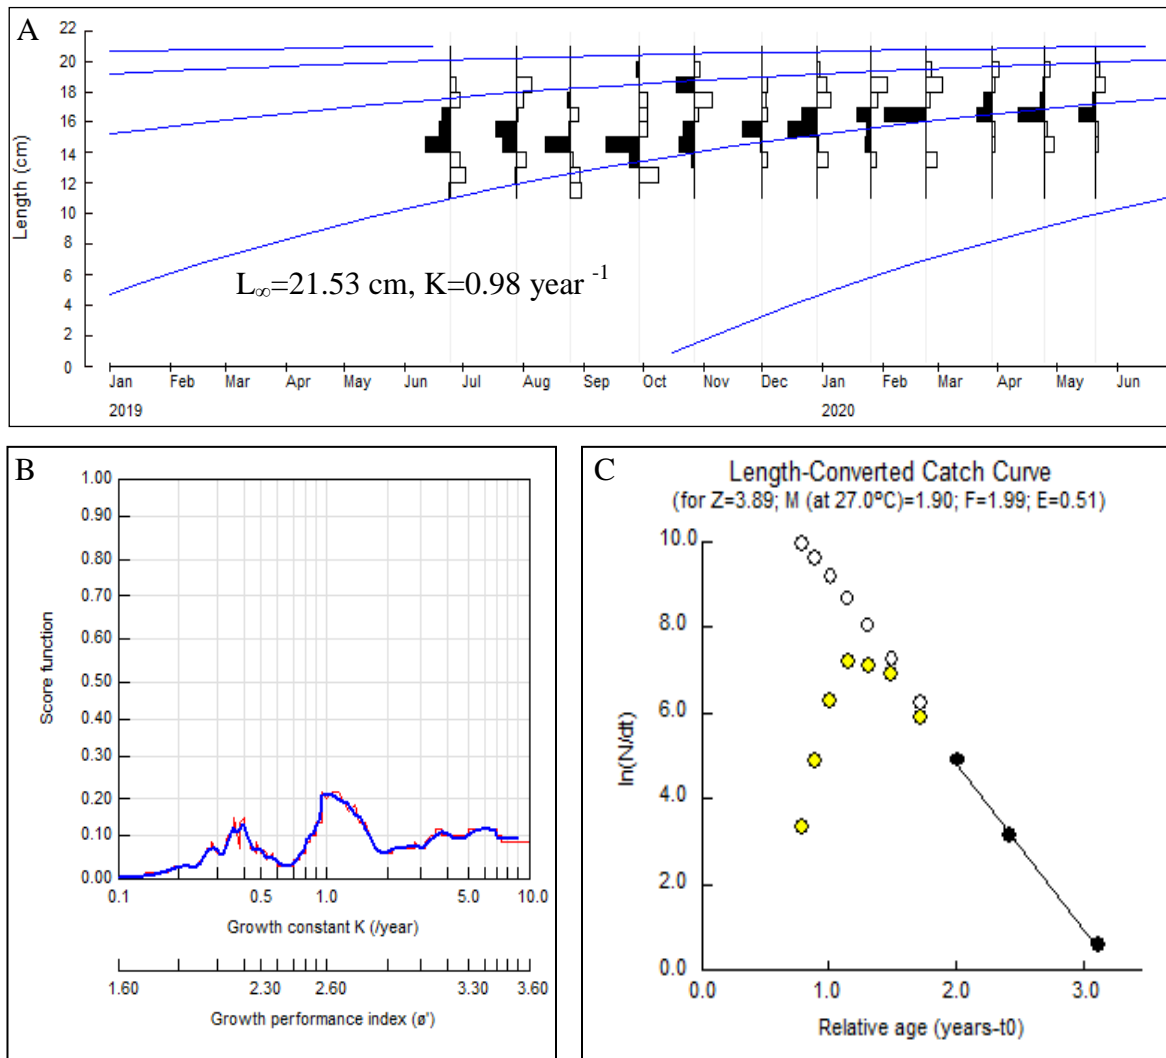 A
22
20
18
16
14
12
10
8
6
4
2
0
Length (cm)
L∞=21.53 cm, K=0.98 year -1
Jan Feb Mar Apr May Jun Jul Aug Sep Oct Nov Dec Jan Feb Mar Apr May Jun
2019 2020
B
1.00
0.90
0.80
0.70
0.60
0.50
0.40
0.30
0.20
0.10
0.00
Score function
0.1 0.5 1.0 5.0 10.0
Growth constant K (/year)
1.60 2.30 2.60 3.30 3.60
Growth performance index (ø')
C
Length-Converted Catch Curve
(for Z=3.89; M (at 27.0ºC)=1.90; F=1.99; E=0.51)
10.0
8.0
6.0
4.0
2.0
0.0
ln(N/dt)
0.0 1.0 2.0 3.0
Relative age (years-t0)